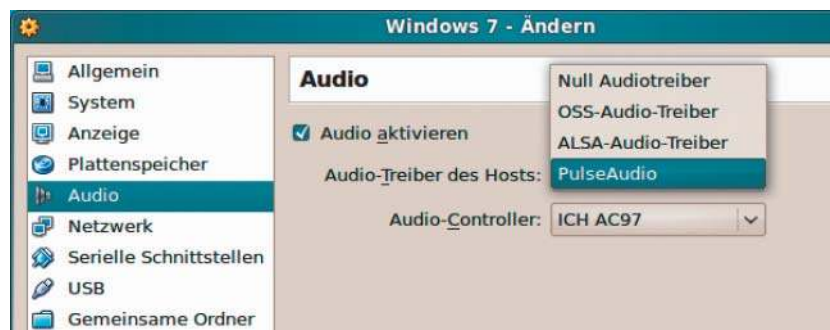 Windows 7 - Ändern
Allgemein
System
Anzeige
Plattenspeicher
Audio
Netzwerk
Serielle Schnittstellen
USB
Gemeinsame Ordner
Audio
Audio aktivieren
Audio-Treiber des Hosts:
Null Audiotreiber
OSS-Audio-Treiber
ALSA-Audio-Treiber
PulseAudio
Audio-Controller: ICH AC97